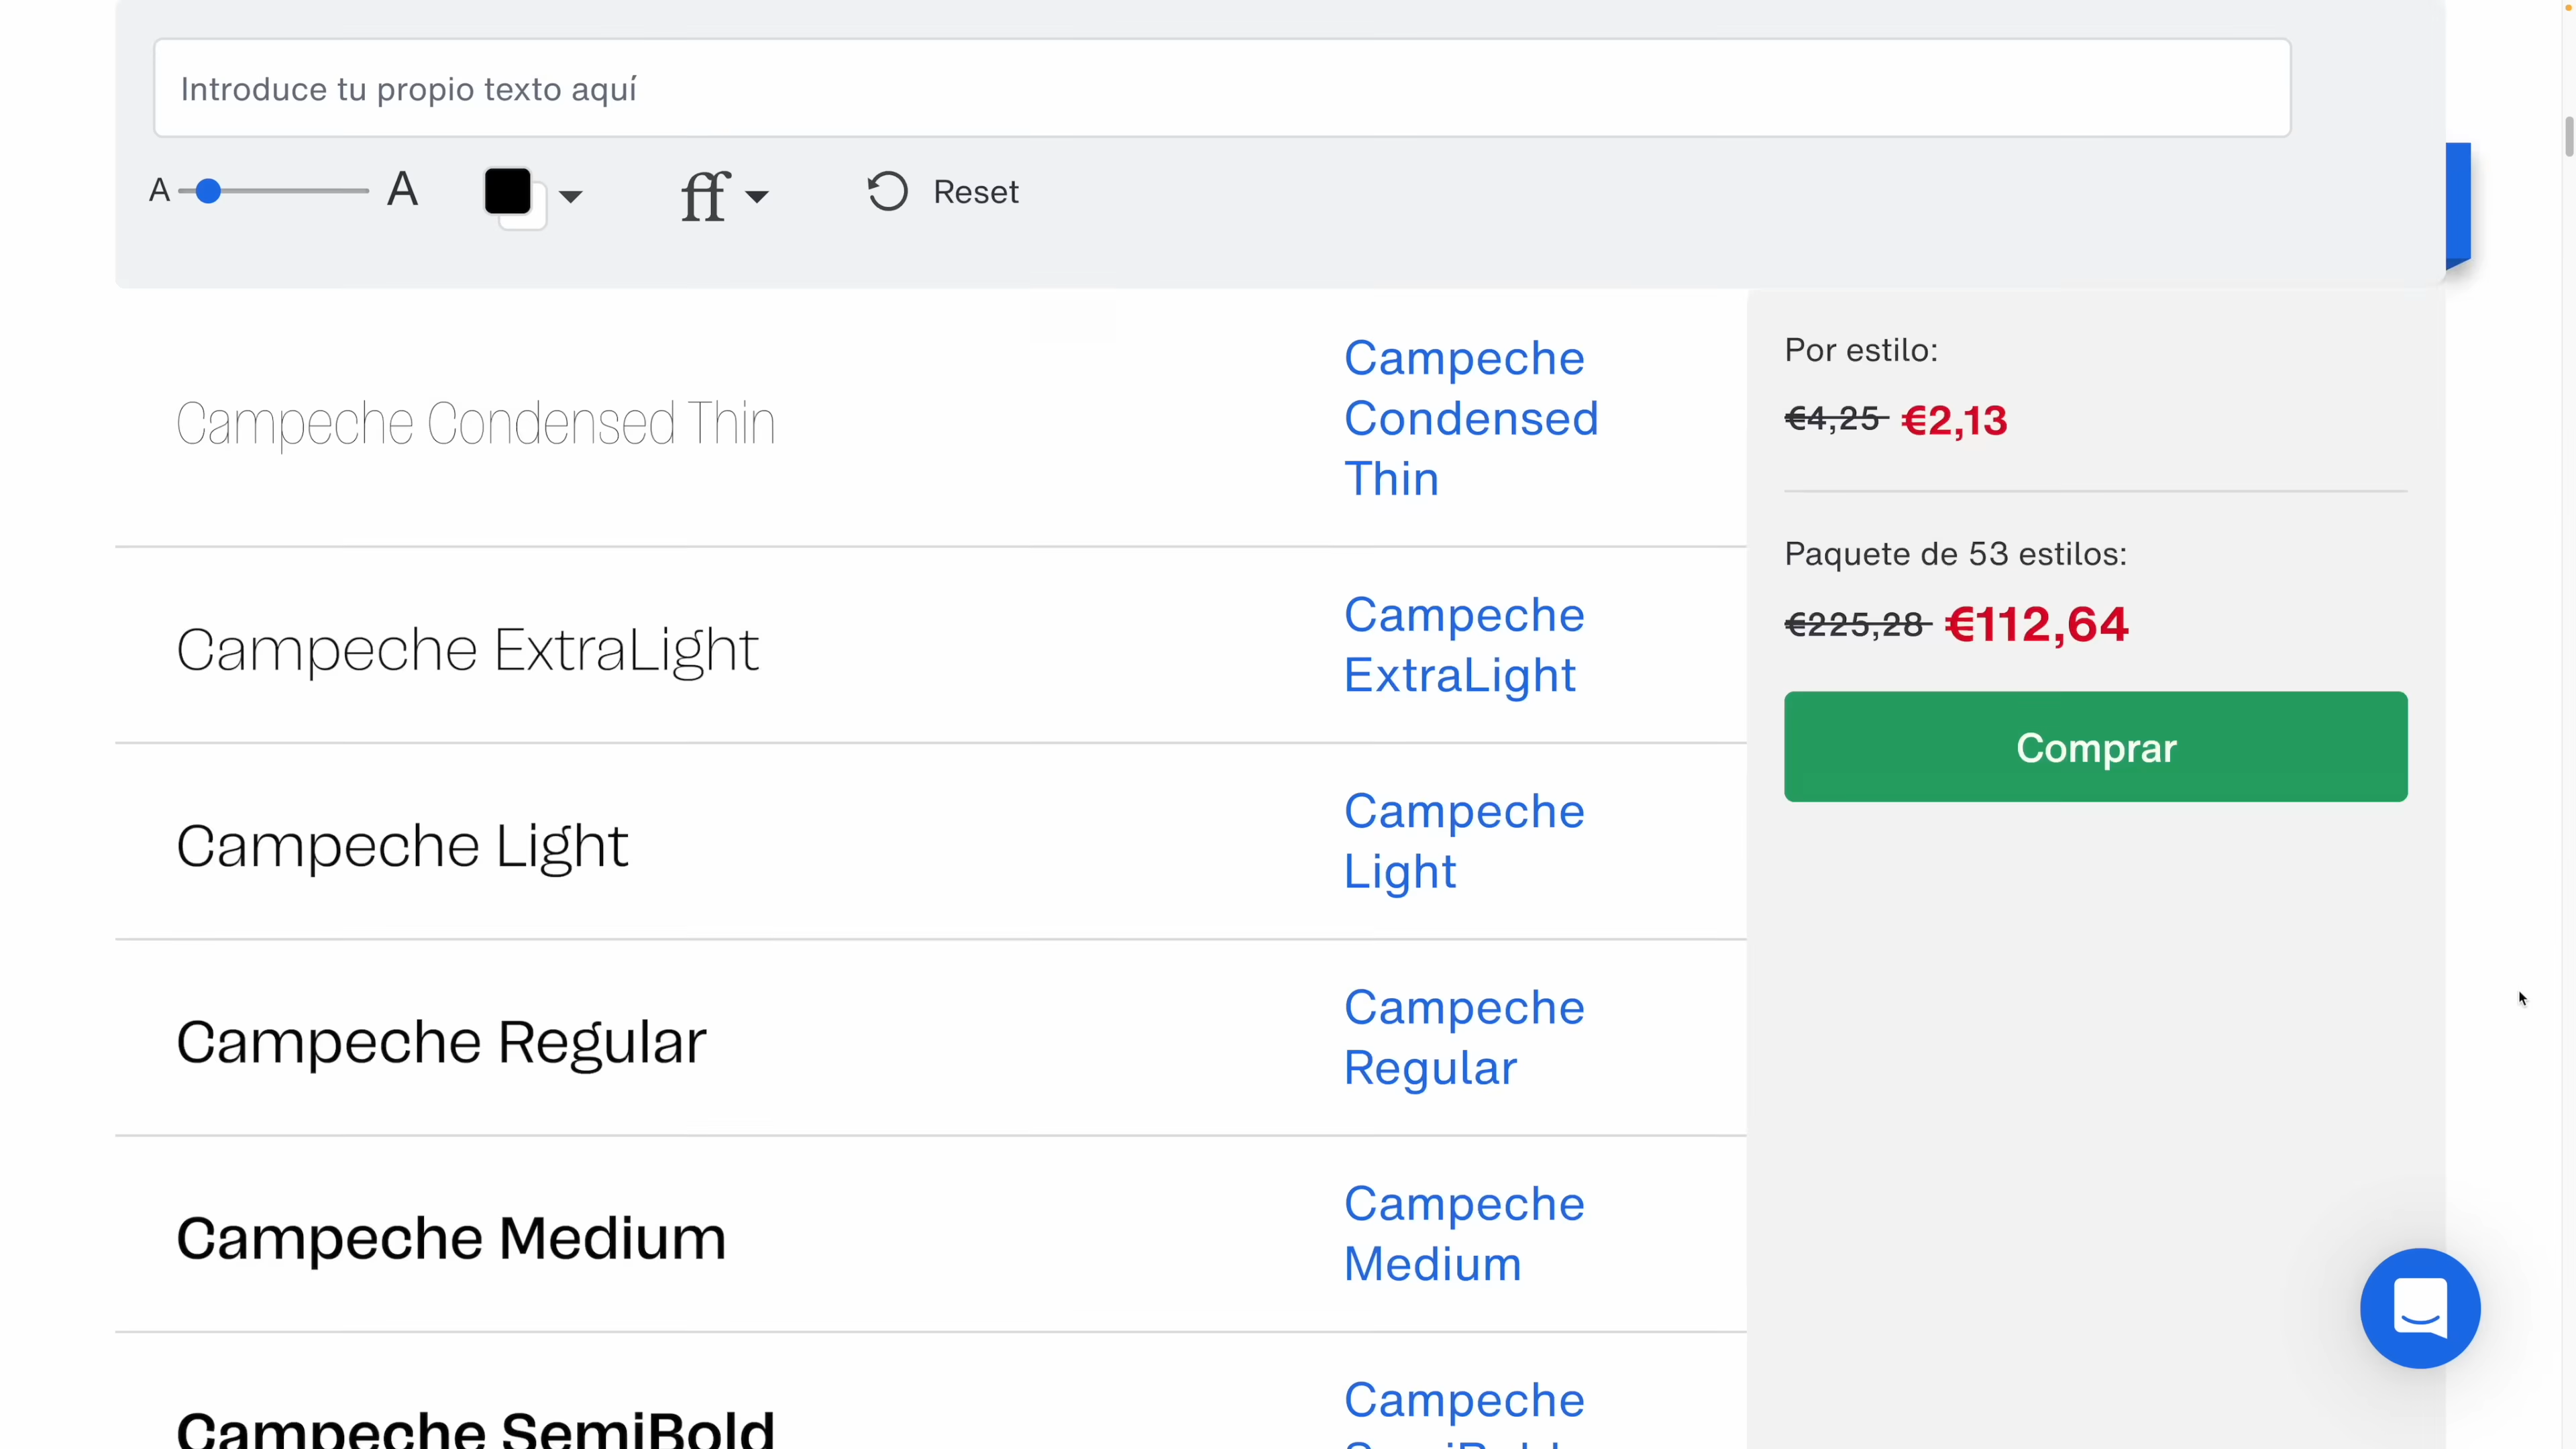 Introduce tu propio texto aquí
A A ff Reset
Campeche Condensed Thin
Campeche
Condensed
Thin
Campeche ExtraLight
Campeche
ExtraLight
Campeche Light
Campeche
Light
Campeche Regular
Campeche
Regular
Campeche Medium
Campeche
Medium
Campeche SemiBold
Campeche
SemiBold
Por estilo:
€4,25 €2,13
Paquete de 53 estilos:
€225,28 €112,64
Comprar